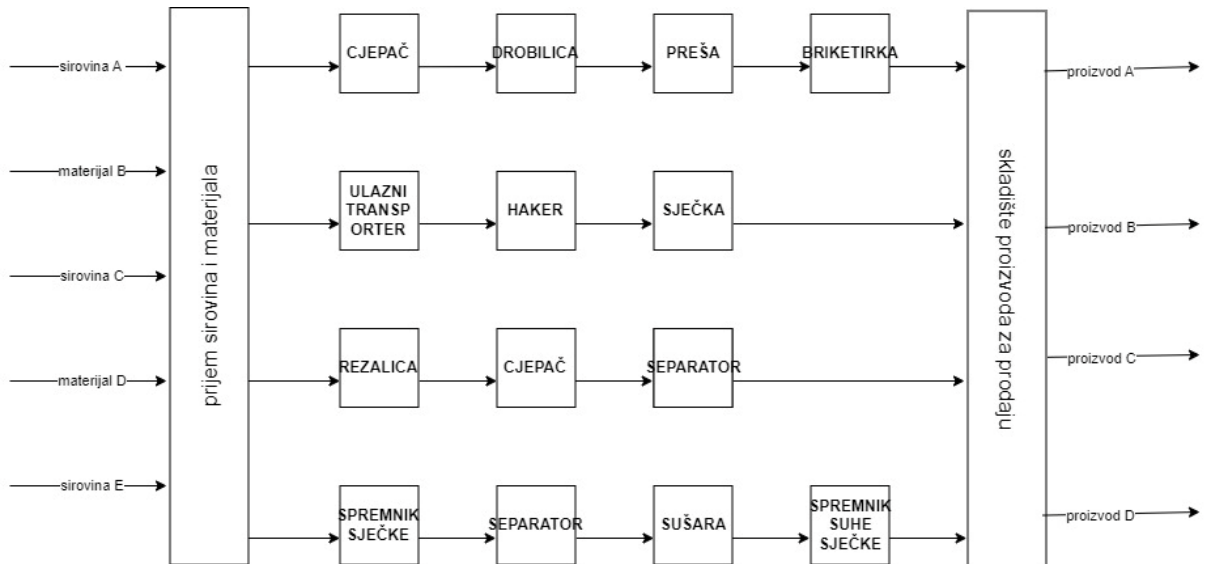 sirovina A
materijal B
sirovina C
materijal D
sirovina E
prijem sirovina i materijala
CJEPAČ
DROBILICA
PREŠA
BRIKETIRKA
ULAZNI
TRANSP
ORTER
HAKER
SJEČKA
REZALICA
CJEPAČ
SEPARATOR
SPREMNIK
SJEČKE
SEPARATOR
SUŠARA
SPREMNIK
SUHE
SJEČKE
skladište proizvoda za prodaju
proizvod A
proizvod B
proizvod C
proizvod D